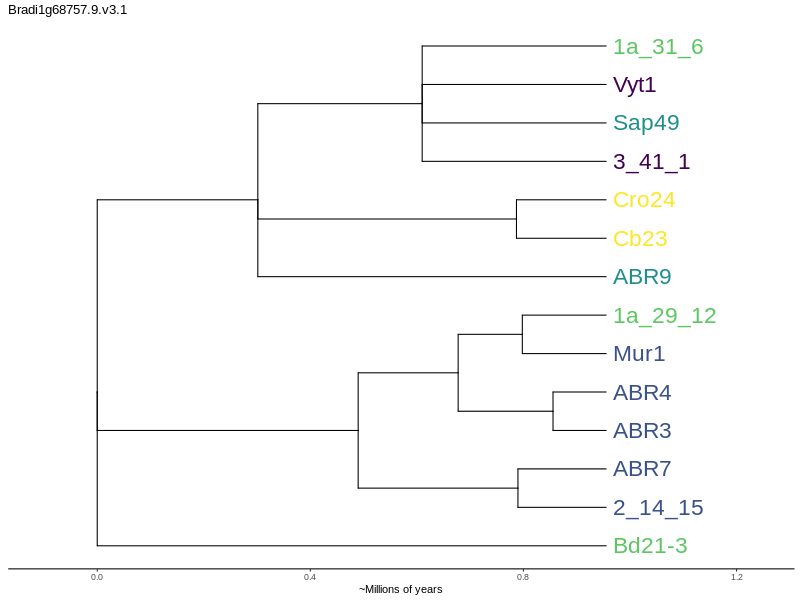 Bradi1g68757.9.v3.1
1a_31_6
Vyt1
Sap49
3_41_1
Cro24
Cb23
ABR9
1a_29_12
Mur1
ABR4
ABR3
ABR7
2_14_15
Bd21-3
0.0 0.4 0.8 1.2
~Millions of years